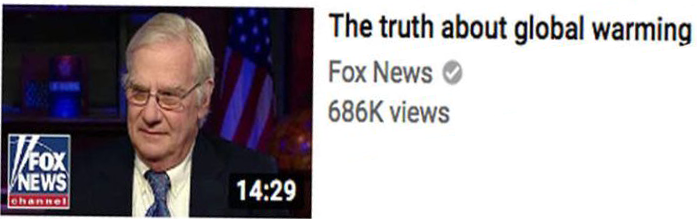 The truth about global warming
Fox News
686K views
FOX
NEWS
channel
14:29